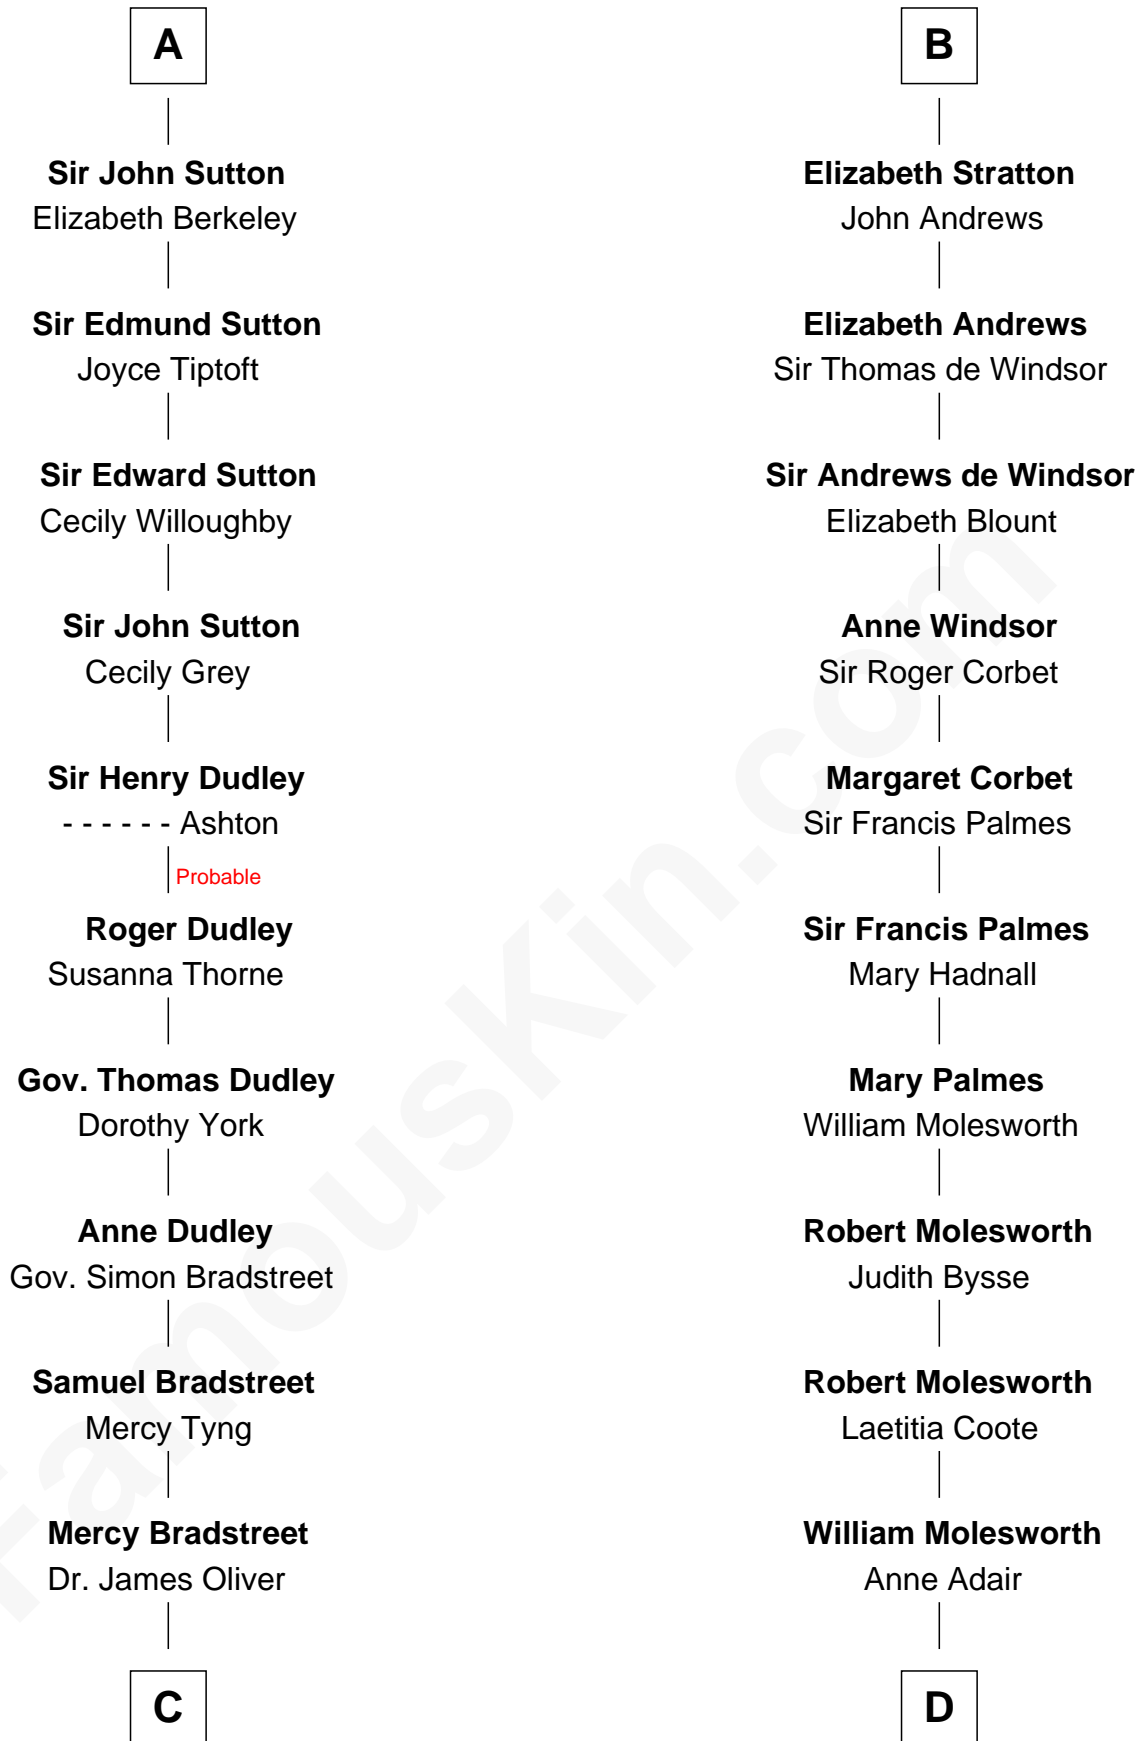 A
Sir John Sutton
Elizabeth Berkeley
Sir Edmund Sutton
Joyce Tiptoft
Sir Edward Sutton
Cecily Willoughby
Sir John Sutton
Cecily Grey
Sir Henry Dudley
- - - - - - Ashton
Probable
Roger Dudley
Susanna Thorne
Gov. Thomas Dudley
Dorothy York
Anne Dudley
Gov. Simon Bradstreet
Samuel Bradstreet
Mercy Tyng
Mercy Bradstreet
Dr. James Oliver
C
B
Elizabeth Stratton
John Andrews
Elizabeth Andrews
Sir Thomas de Windsor
Sir Andrews de Windsor
Elizabeth Blount
Anne Windsor
Sir Roger Corbet
Margaret Corbet
Sir Francis Palmes
Sir Francis Palmes
Mary Hadnall
Mary Palmes
William Molesworth
Robert Molesworth
Judith Bysse
Robert Molesworth
Laetitia Coote
William Molesworth
Anne Adair
D
FamousKin.com